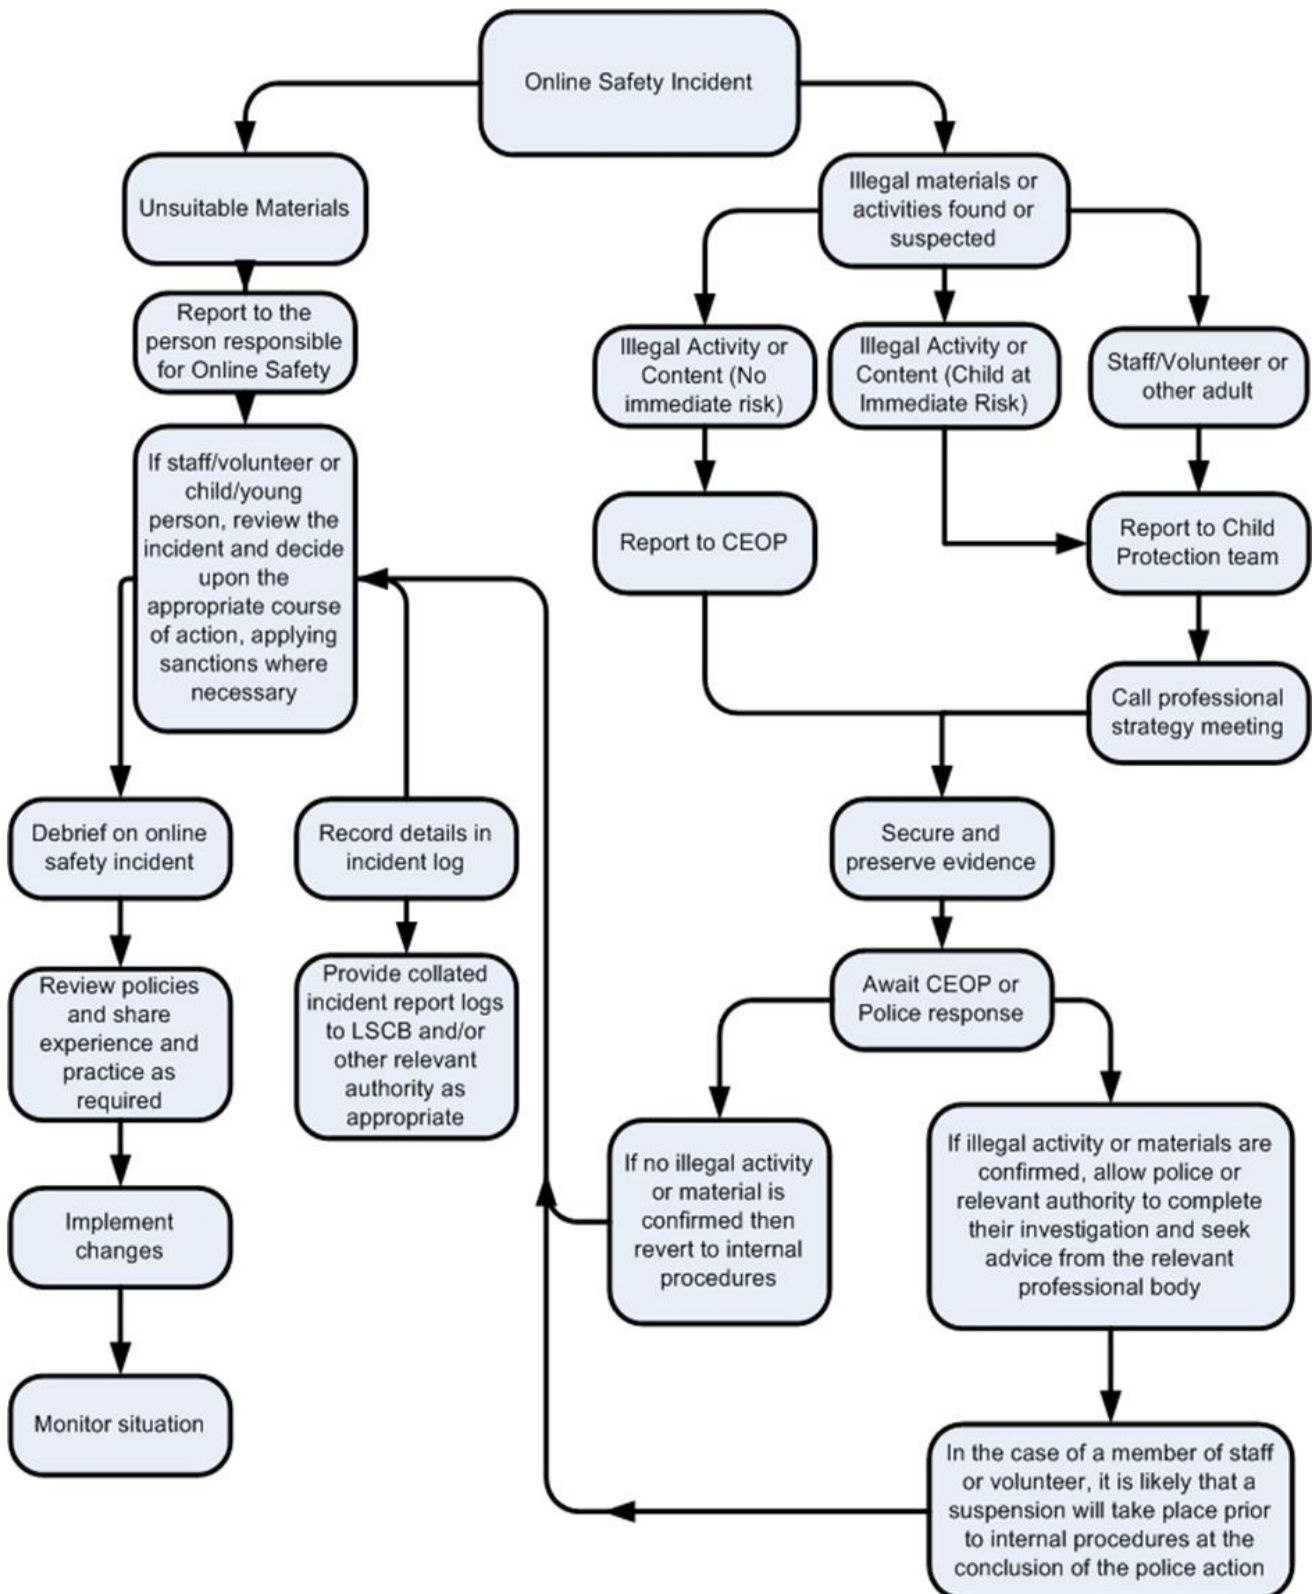 Online Safety Incident
Unsuitable Materials
Illegal materials or
activities found or
suspected
Report to the
person responsible
for Online Safety
Illegal Activity or
Content (No
immediate risk)
Illegal Activity or
Content (Child at
Immediate Risk)
Staff/Volunteer or
other adult
If staff/volunteer or
child/young
person, review the
incident and decide
upon the
appropriate course
of action, applying
sanctions where
necessary
Report to CEOP
Report to Child
Protection team
Call professional
strategy meeting
Debrief on online
safety incident
Record details in
incident log
Secure and
preserve evidence
Review policies
and share
experience and
practice as
required
Provide collated
incident report logs
to LSCB and/or
other relevant
authority as
appropriate
Await CEOP or
Police response
If no illegal activity
or material is
confirmed then
revert to internal
procedures
If illegal activity or materials are
confirmed, allow police or
relevant authority to complete
their investigation and seek
advice from the relevant
professional body
Implement
changes
Monitor situation
In the case of a member of staff
or volunteer, it is likely that a
suspension will take place prior
to internal procedures at the
conclusion of the police action